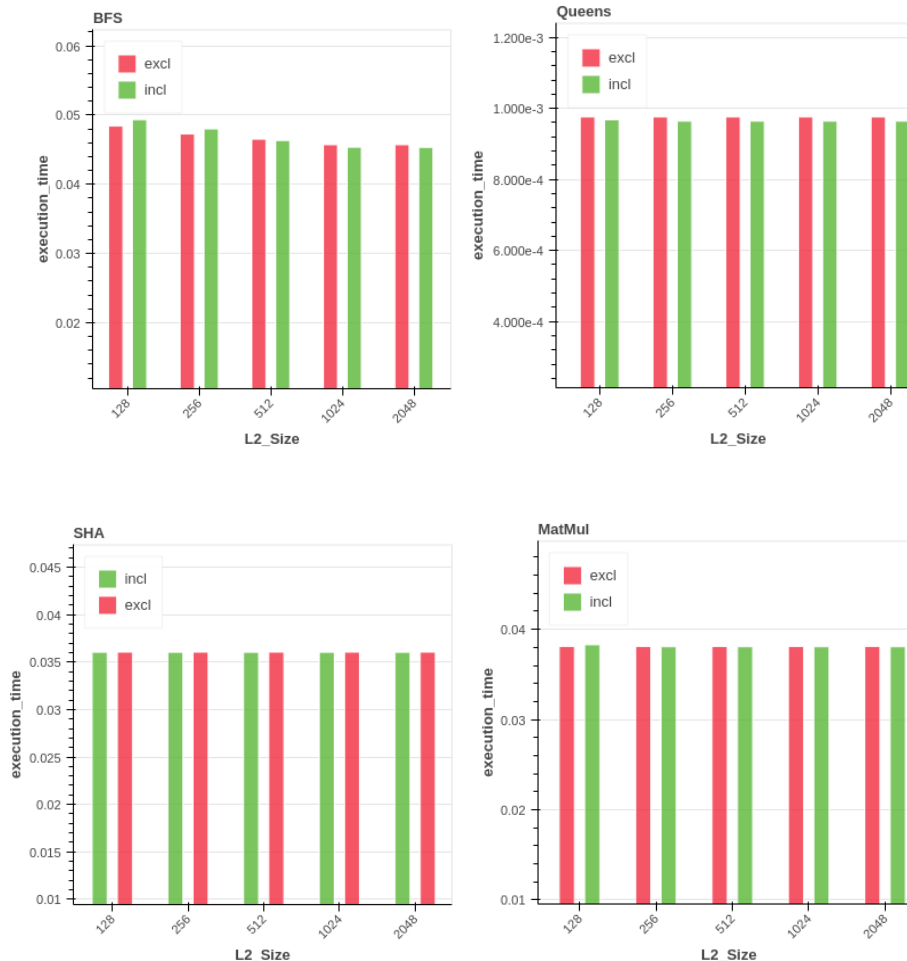 BFS
execution_time
0.06
0.05
0.04
0.03
0.02
excl
incl
128
256
512
1024
2048
L2_Size
Queens
execution_time
1.200e-3
1.000e-3
8.000e-4
6.000e-4
4.000e-4
excl
incl
128
256
512
1024
2048
L2_Size
SHA
execution_time
0.045
0.04
0.035
0.03
0.025
0.02
0.015
0.01
incl
excl
128
256
512
1024
2048
L2_Size
MatMul
execution_time
0.04
0.03
0.02
0.01
excl
incl
128
256
512
1024
2048
L2_Size